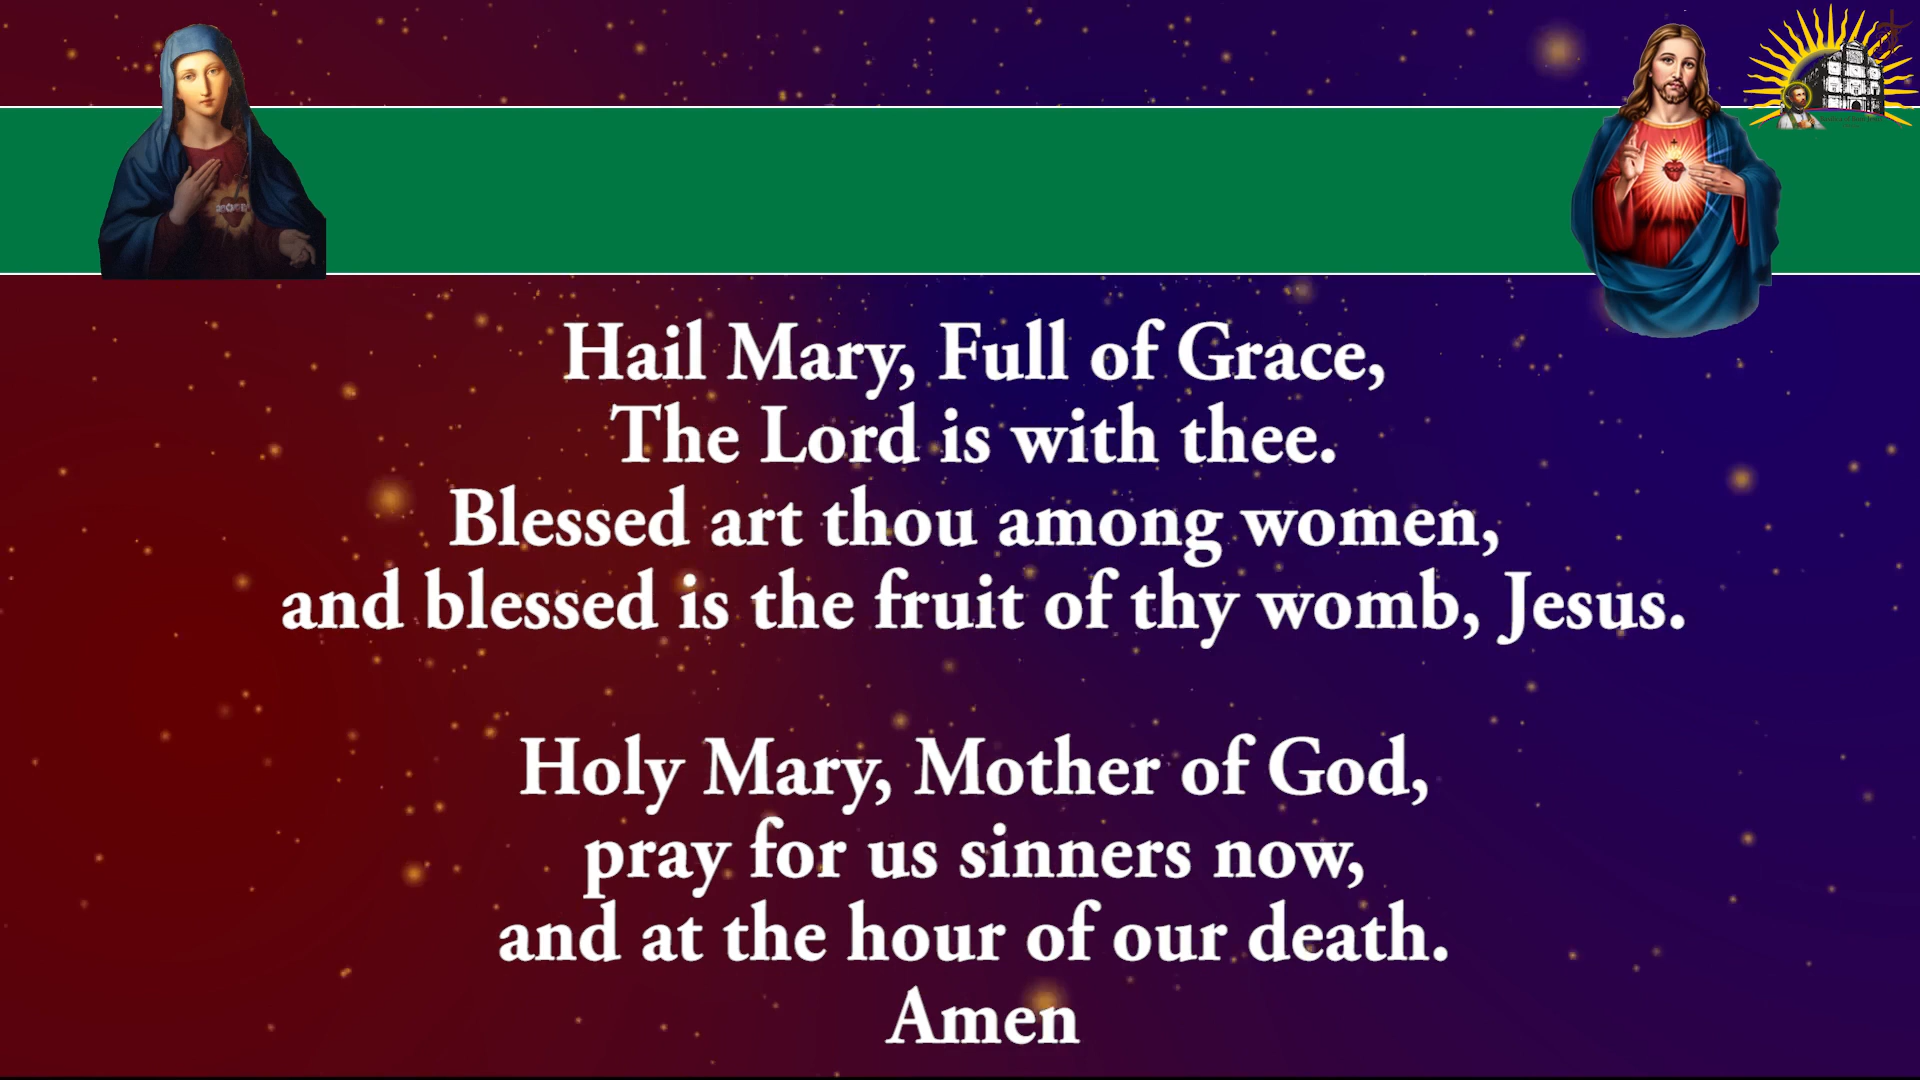 Hail Mary, Full of Grace,
The Lord is with thee.
Blessed art thou among women,
and blessed is the fruit of thy womb, Jesus.
Holy Mary, Mother of God,
pray for us sinners now,
and at the hour of our death.
Amen